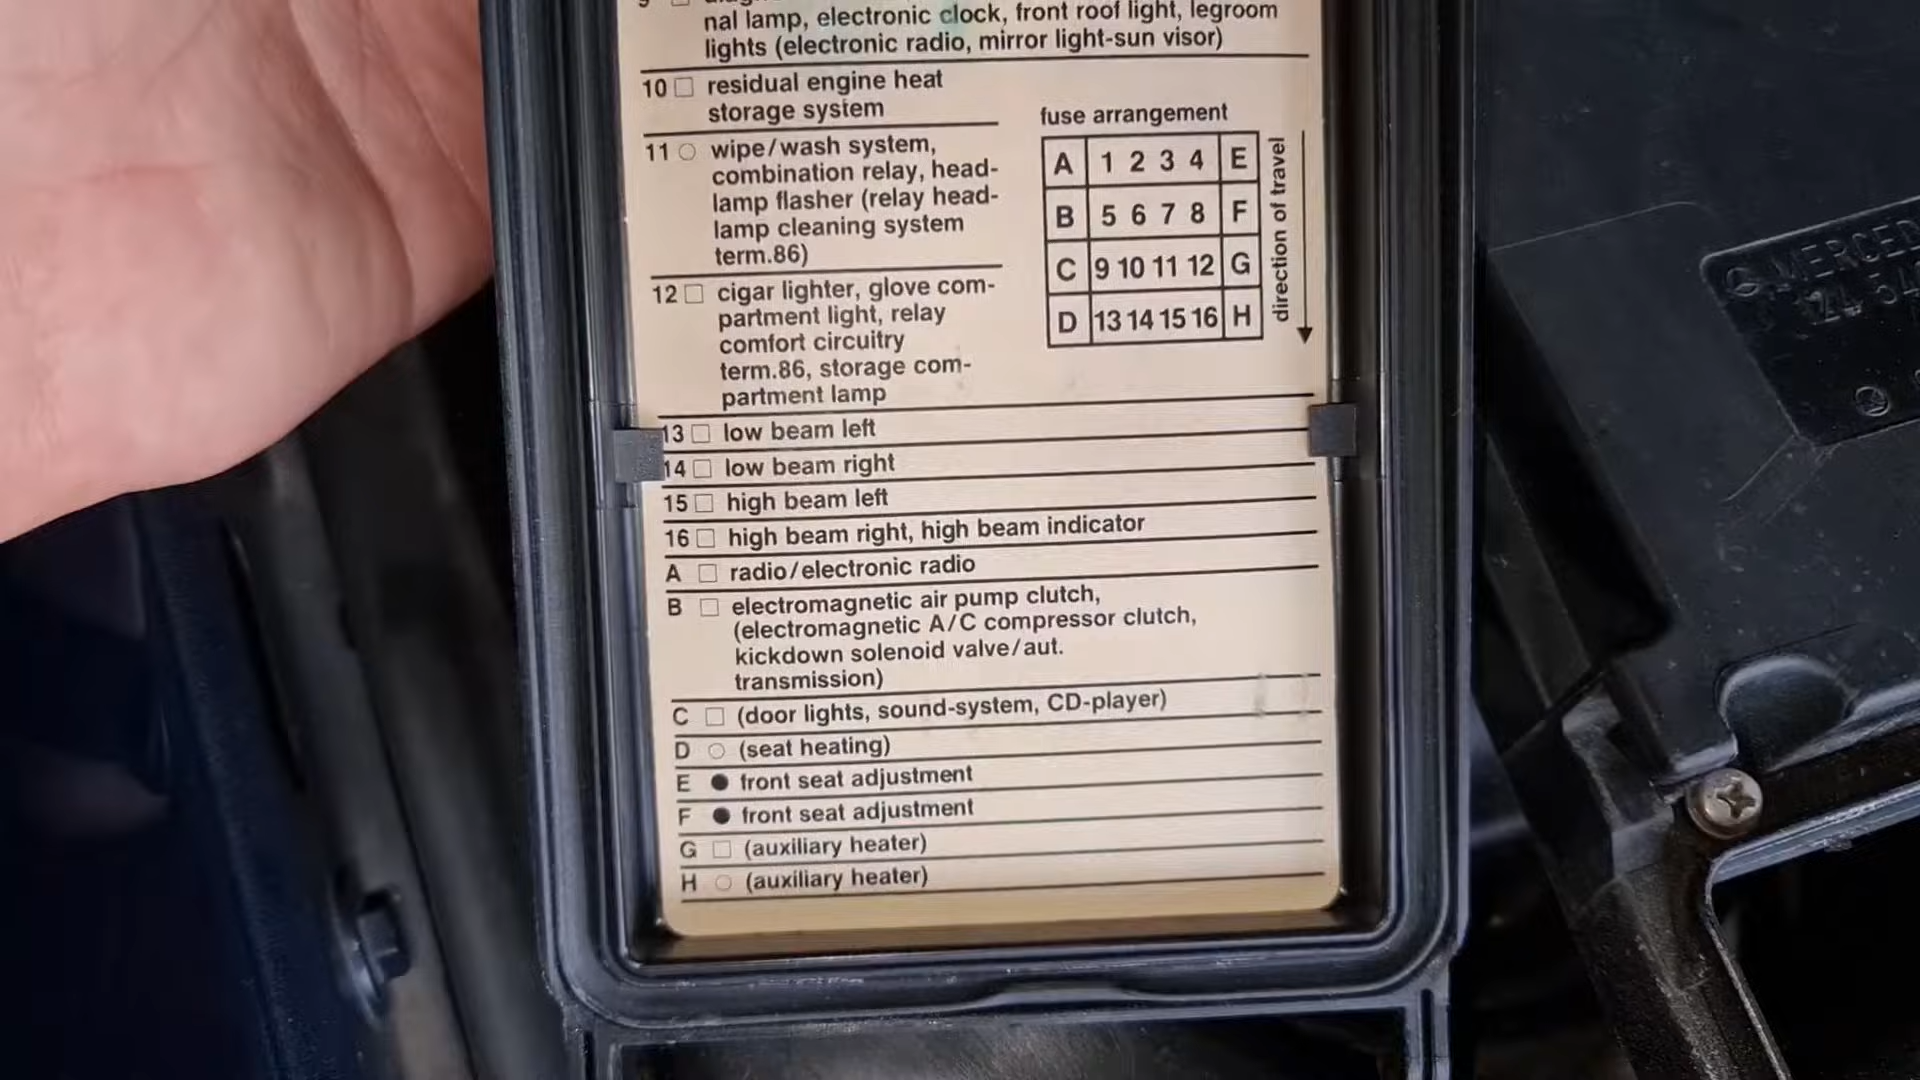 nal lamp, electronic clock, front roof light, legroom
lights (electronic radio, mirror light-sun visor)
10 □ residual engine heat
storage system
11 ○ wipe/wash system,
combination relay, head-
lamp flasher (relay head-
lamp cleaning system
term.86)
12 □ cigar lighter, glove com-
partment light, relay
comfort circuitry
term.86, storage com-
partment lamp
fuse arrangement
A 1 2 3 4 E
B 5 6 7 8 F
C 9 10 11 12 G
D 13 14 15 16 H
direction of travel
13 □ low beam left
14 □ low beam right
15 □ high beam left
16 □ high beam right, high beam indicator
A □ radio/electronic radio
B □ electromagnetic air pump clutch,
(electromagnetic A/C compressor clutch,
kickdown solenoid valve/aut.
transmission)
C □ (door lights, sound-system, CD-player)
D ○ (seat heating)
E ● front seat adjustment
F ● front seat adjustment
G □ (auxiliary heater)
H ○ (auxiliary heater)